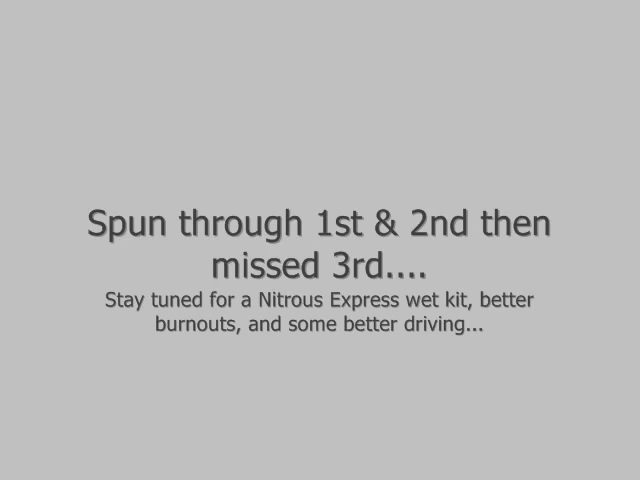 Spun through 1st & 2nd then
missed 3rd....
Stay tuned for a Nitrous Express wet kit, better
burnouts, and some better driving...